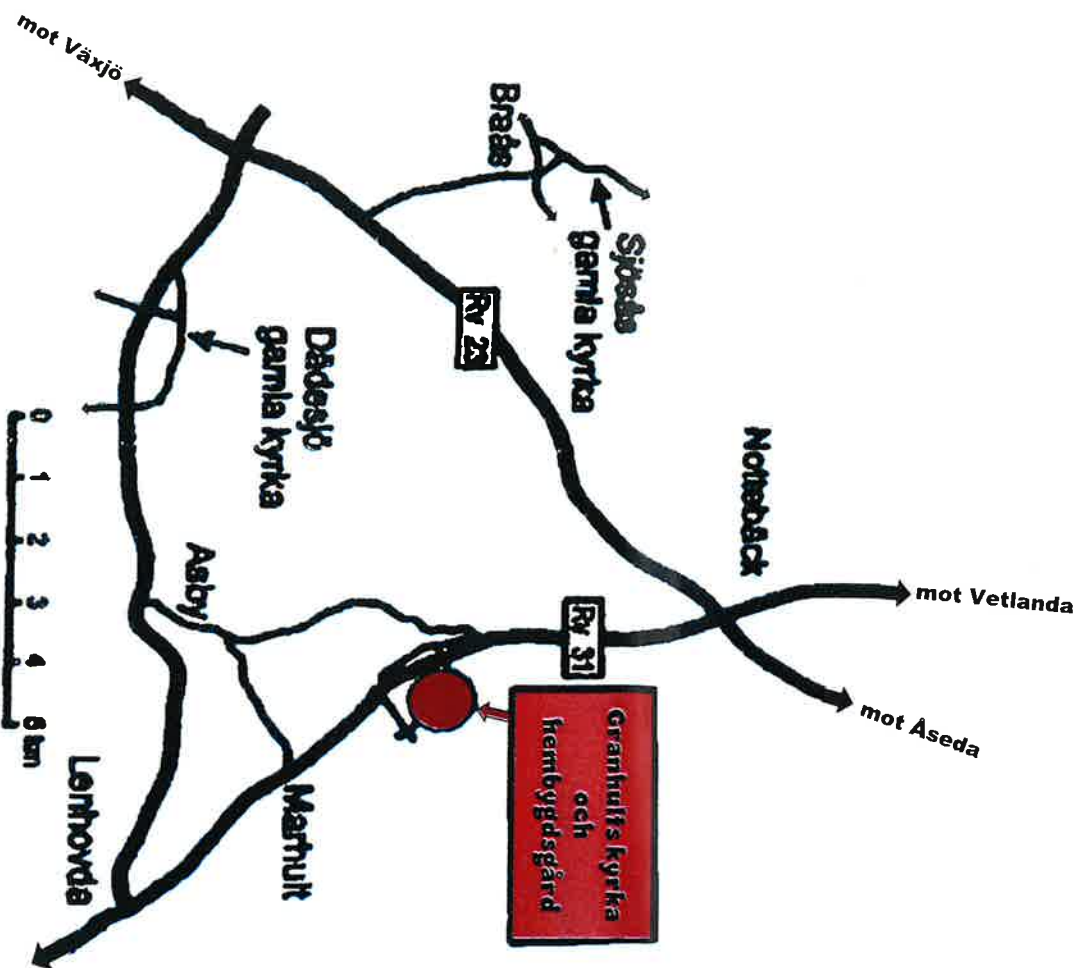 mot Växjö
Braås
Sjösås
gamla kyrka
Rv 23
Dädesjö
gamla kyrka
Nottebäck
mot Vetlanda
mot Åseda
Rv 31
Granhults kyrka
och
hembygdsgård
Asby
Marhult
Lenhovda
0 1 2 3 4 5 km